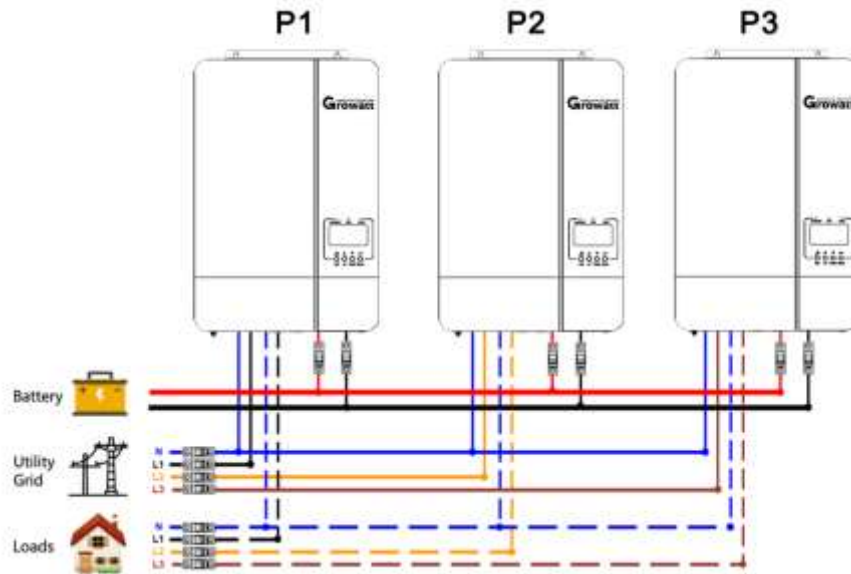 P1 P2 P3
Growatt Growatt Growatt
Battery
Utility
Grid
N
L1
L2
L3
Loads
N
L1
L2
L3